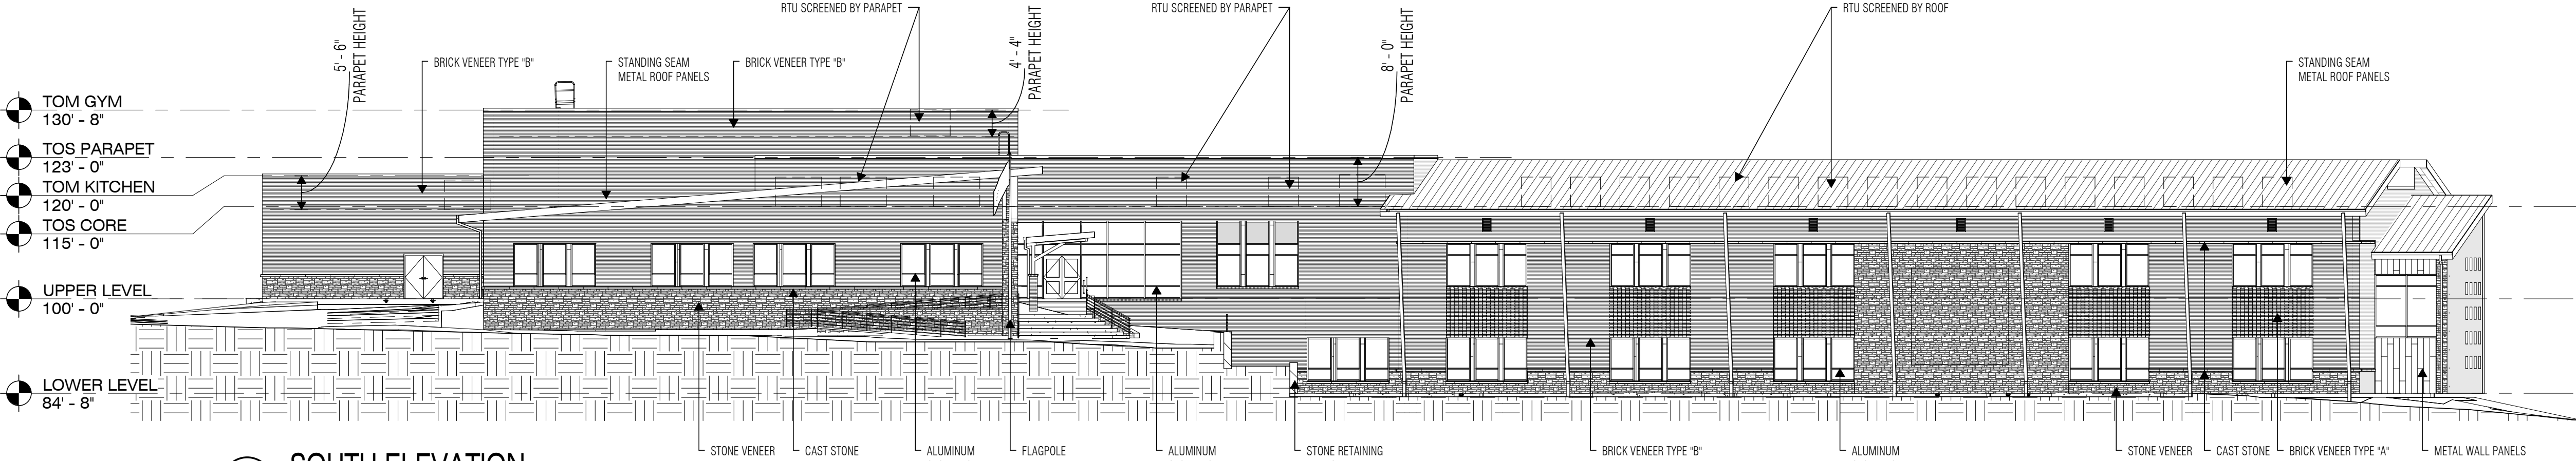 RTU SCREENED BY PARAPET
RTU SCREENED BY PARAPET
RTU SCREENED BY ROOF
5' - 6"
PARAPET HEIGHT
4' - 4"
PARAPET HEIGHT
8' - 0"
PARAPET HEIGHT
BRICK VENEER TYPE "B"
STANDING SEAM
METAL ROOF PANELS
BRICK VENEER TYPE "B"
STANDING SEAM
METAL ROOF PANELS
TOM GYM
130' - 8"
TOS PARAPET
123' - 0"
TOM KITCHEN
120' - 0"
TOS CORE
115' - 0"
UPPER LEVEL
100' - 0"
LOWER LEVEL
84' - 8"
STONE VENEER
CAST STONE
ALUMINUM
FLAGPOLE
ALUMINUM
STONE RETAINING
BRICK VENEER TYPE "B"
ALUMINUM
STONE VENEER
CAST STONE
BRICK VENEER TYPE "A"
METAL WALL PANELS
SOUTH ELEVATION